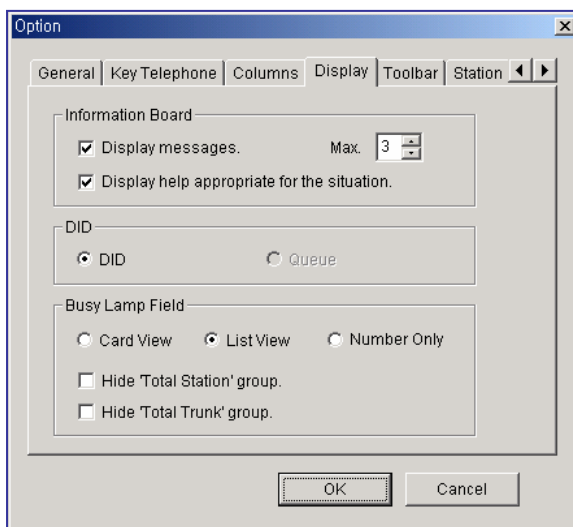 Option
General Key Telephone Columns Display Toolbar Station
Information Board
Display messages. Max. 3
Display help appropriate for the situation.
DID
DID Queue
Busy Lamp Field
Card View List View Number Only
Hide 'Total Station' group.
Hide 'Total Trunk' group.
OK Cancel